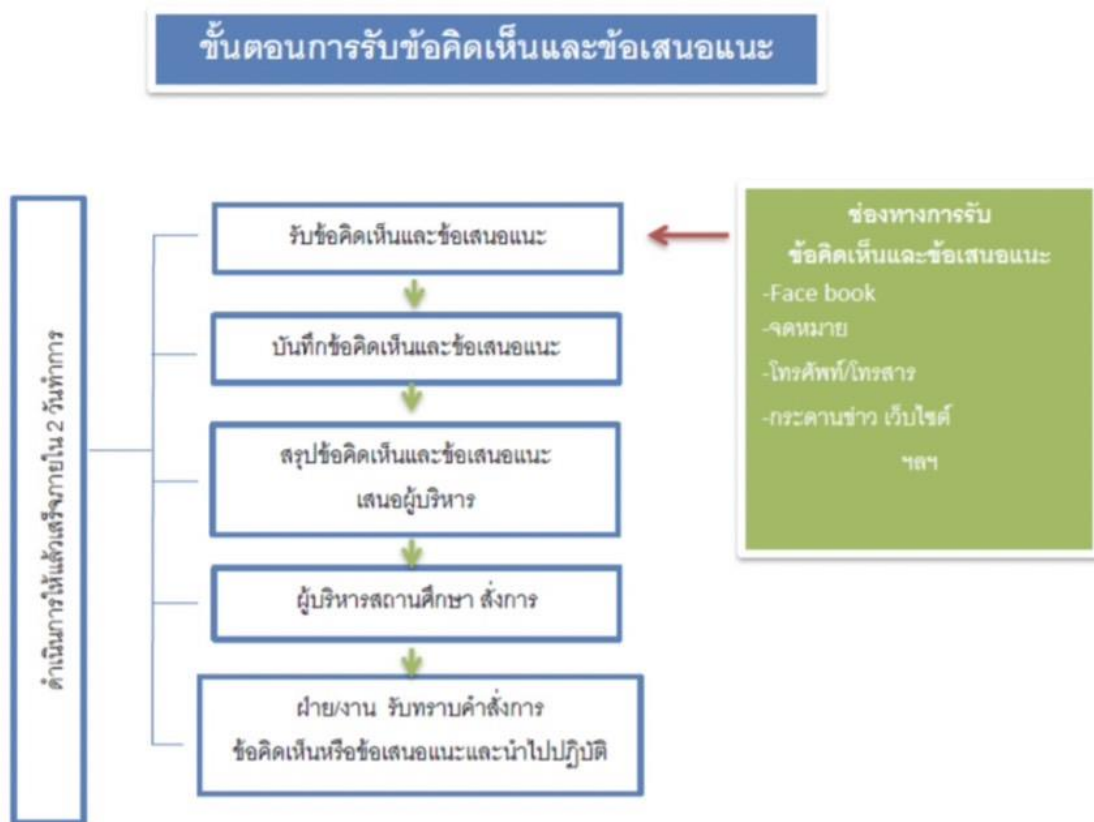 ขั้นตอนการรับข้อคิดเห็นและข้อเสนอแนะ
ดำเนินการให้แล้วเสร็จภายใน 2 วันทำการ
รับข้อคิดเห็นและข้อเสนอแนะ
บันทึกข้อคิดเห็นและข้อเสนอแนะ
สรุปข้อคิดเห็นและข้อเสนอแนะ
เสนอผู้บริหาร
ผู้บริหารสถานศึกษา สั่งการ
ฝ่าย/งาน รับทราบคำสั่งการ
ข้อคิดเห็นหรือข้อเสนอแนะและนำไปปฏิบัติ
ช่องทางการรับ
ข้อคิดเห็นและข้อเสนอแนะ
-Face book
-จดหมาย
-โทรศัพท์/โทรสาร
-กระดานข่าว เว็บไซต์
ฯลฯ